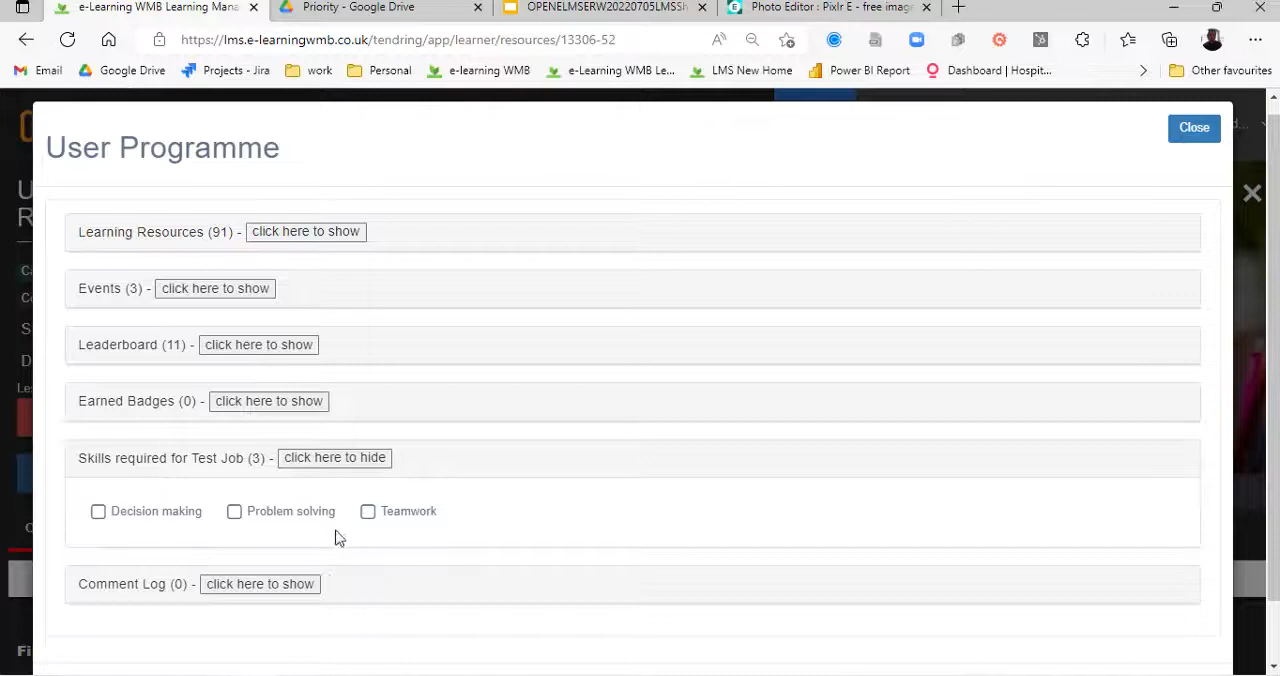 e-Learning WMB Learning Mana
Priority - Google Drive
OPENELMSERW20220705LMSSh
Photo Editor : Pixlr E - free image
https://lms.e-learningwmb.co.uk/tendring/app/learner/resources/13306-52
Email
Google Drive
Projects - Jira
work
Personal
e-learning WMB
e-Learning WMB Le...
LMS New Home
Power BI Report
Dashboard | Hospit...
Other favourites
User Programme
Close
Learning Resources (91) - click here to show
Events (3) - click here to show
Leaderboard (11) - click here to show
Earned Badges (0) - click here to show
Skills required for Test Job (3) - click here to hide
Decision making Problem solving Teamwork
Comment Log (0) - click here to show